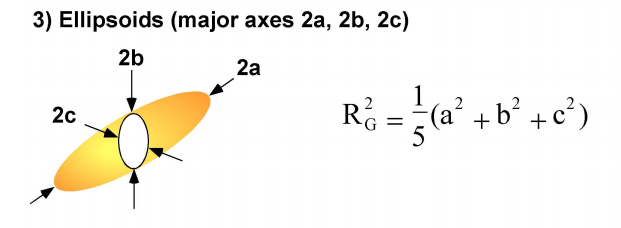 3) Ellipsoids (major axes 2a, 2b, 2c)
2b
2a
2c
R_G^2 = 1/5 (a^2 + b^2 + c^2)